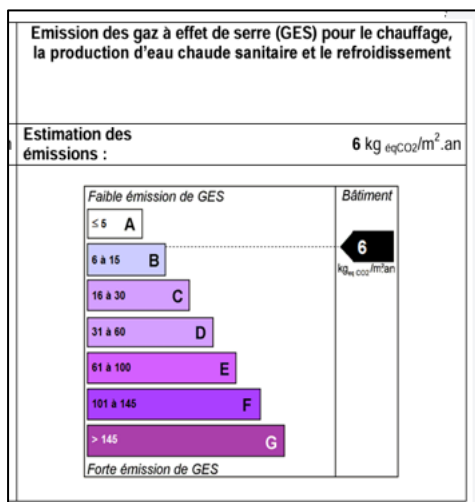 Emission des gaz à effet de serre (GES) pour le chauffage,
la production d'eau chaude sanitaire et le refroidissement
Estimation des
émissions :
6 kg éqCO2/m².an
Faible émission de GES
Bâtiment
≤ 5 A
6 à 15 B
6
kgéq CO2/m².an
16 à 30 C
31 à 60 D
61 à 100 E
101 à 145 F
> 145 G
Forte émission de GES